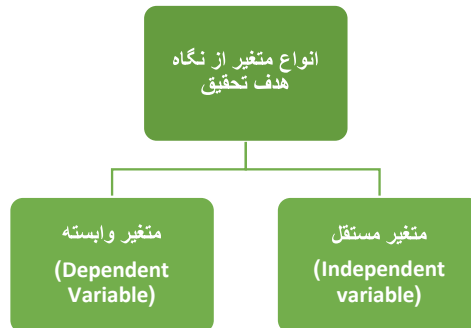 انواع متغیر از نگاه
هدف تحقیق
متغیر مستقل
(Independent
variable)
متغیر وابسته
(Dependent
Variable)